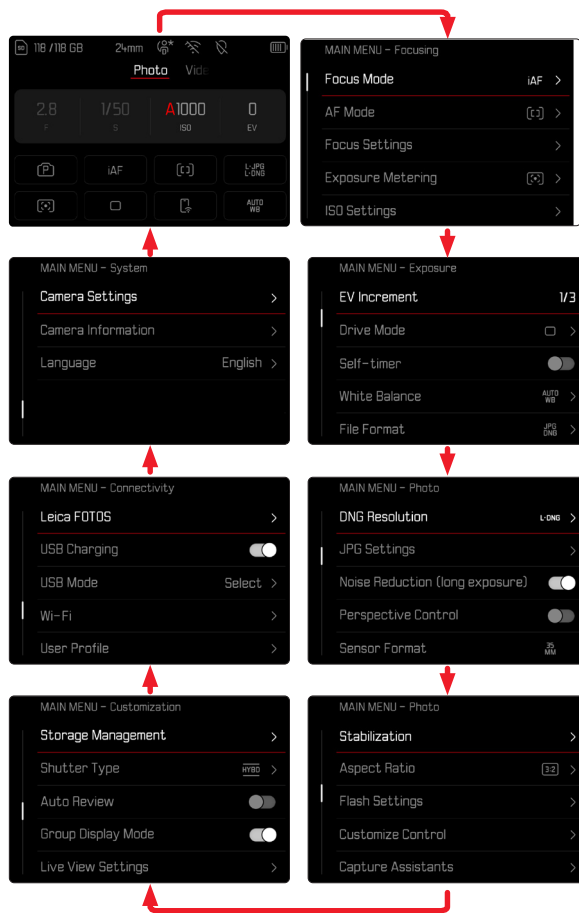 118 /118 GB 24mm
Photo Vide
2.8 1/50 A1000 0
F S ISO EV
P iAF L-JPG
L-DNG
AUTO
WB
MAIN MENU - Focusing
Focus Mode iAF
AF Mode
Focus Settings
Exposure Metering
ISO Settings
MAIN MENU - System
Camera Settings
Camera Information
Language English
MAIN MENU - Exposure
EV Increment 1/3
Drive Mode
Self-timer
White Balance AUTO
WB
File Format JPG
DNG
MAIN MENU - Connectivity
Leica FOTOS
USB Charging
USB Mode Select
Wi-Fi
User Profile
MAIN MENU - Photo
DNG Resolution L-DNG
JPG Settings
Noise Reduction (long exposure)
Perspective Control
Sensor Format 35
MM
MAIN MENU - Customization
Storage Management
Shutter Type HYBD
Auto Review
Group Display Mode
Live View Settings
MAIN MENU - Photo
Stabilization
Aspect Ratio 3:2
Flash Settings
Customize Control
Capture Assistants